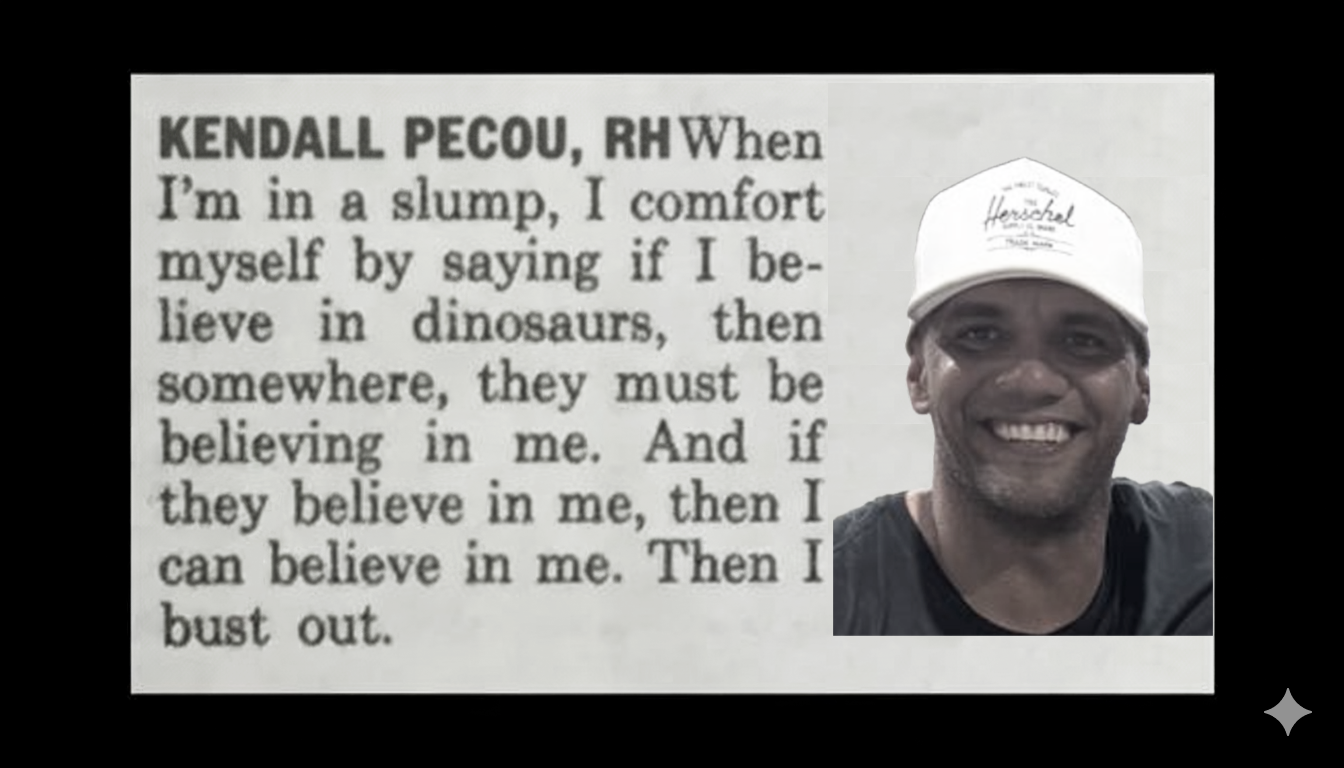 KENDALL PECOU, RH When
I'm in a slump, I comfort
myself by saying if I be-
lieve in dinosaurs, then
somewhere, they must be
believing in me. And if
they believe in me, then I
can believe in me. Then I
bust out.
Herschel
TRADE MARK